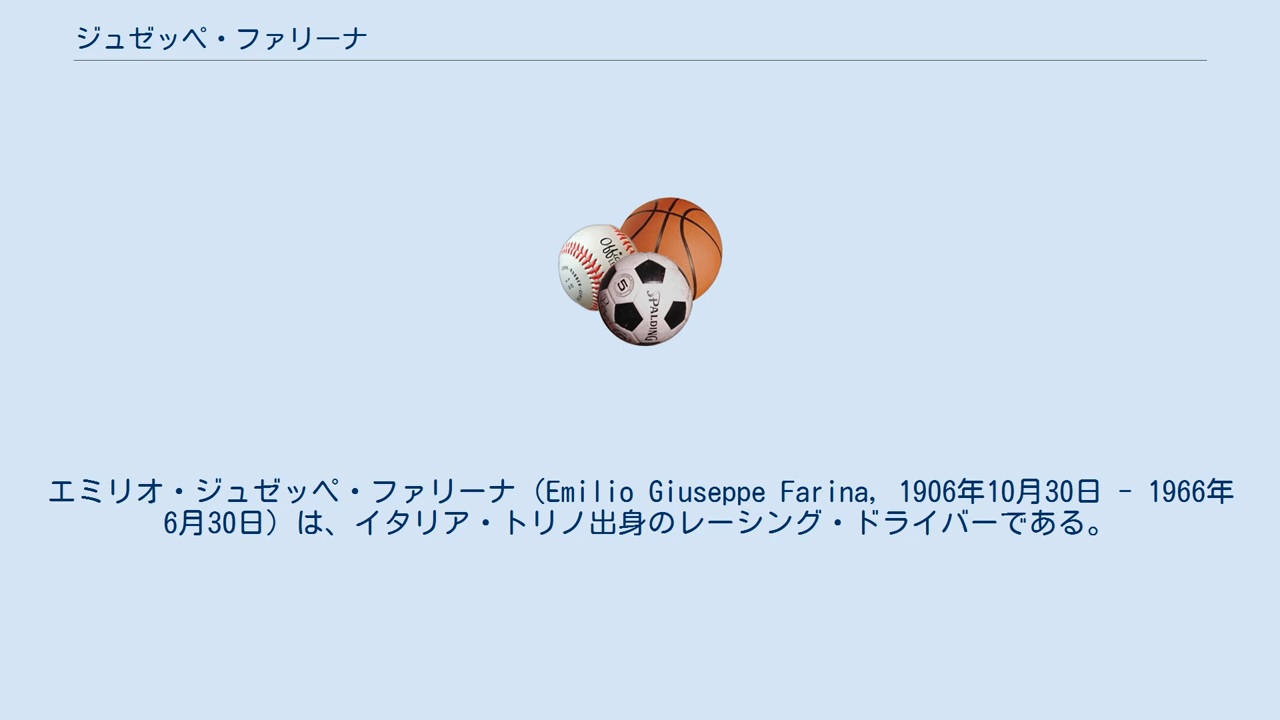 ジュゼッペ・ファリーナ
Offic
5
SPALDING
エミリオ・ジュゼッペ・ファリーナ（Emilio Giuseppe Farina, 1906年10月30日 - 1966年
6月30日）は、イタリア・トリノ出身のレーシング・ドライバーである。